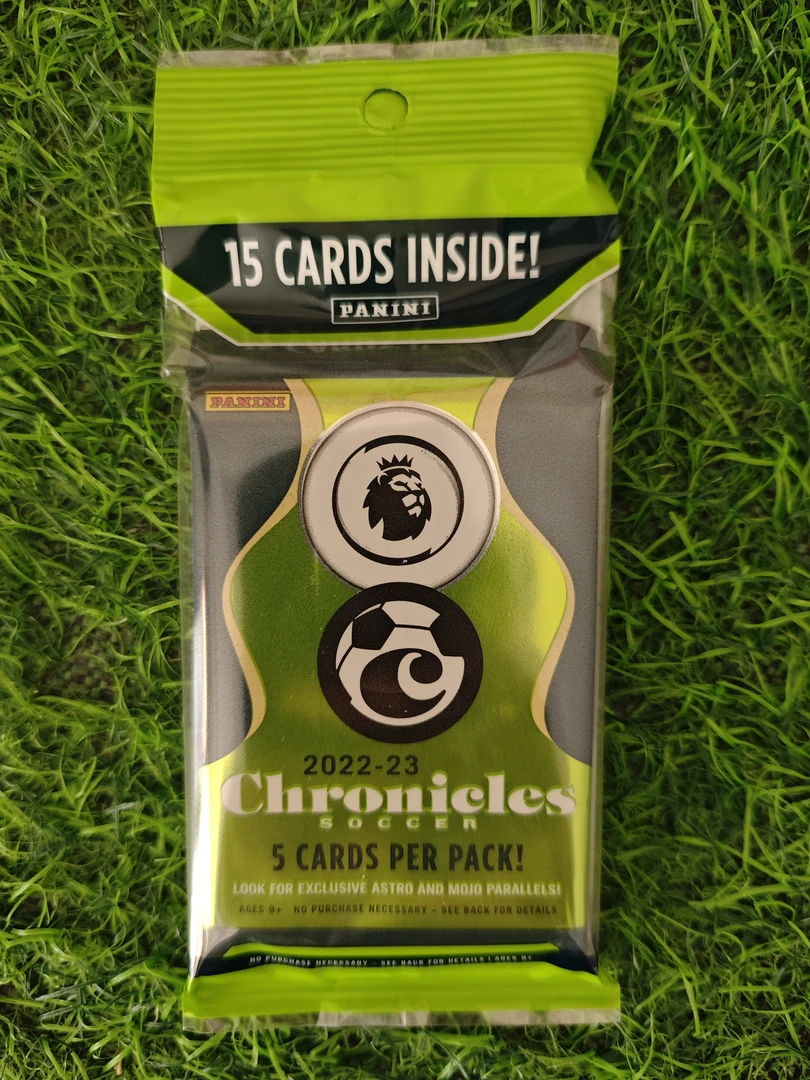 15 CARDS INSIDE!
PANINI
PANINI
2022-23
Chronicles
SOCCER
5 CARDS PER PACK!
LOOK FOR EXCLUSIVE ASTRO AND MOJO PARALLELS!
AGES 9+ NO PURCHASE NECESSARY – SEE BACK FOR DETAILS
NO PURCHASE NECESSARY – SEE BACK FOR DETAILS | AGES 9+